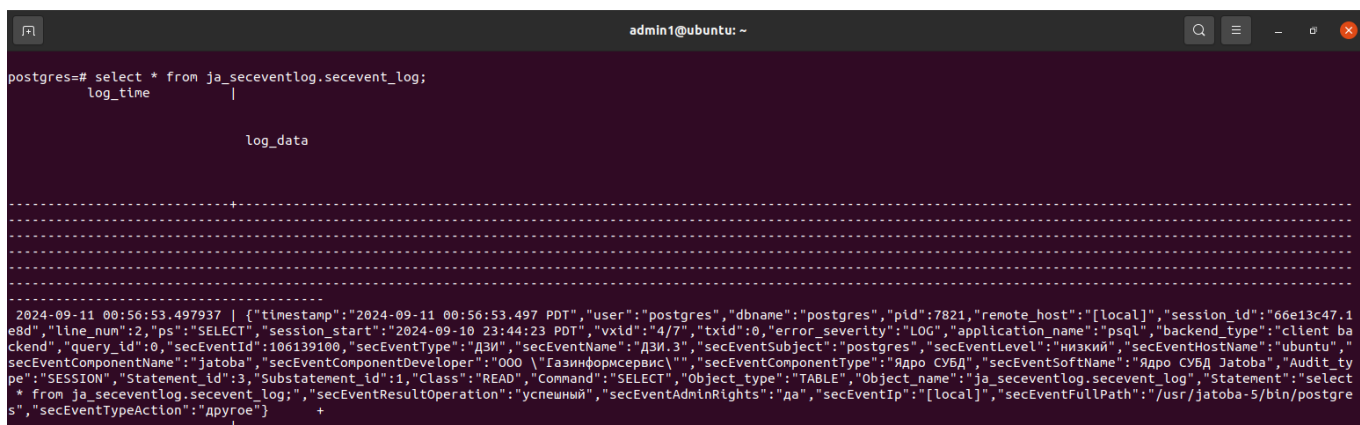 admin1@ubuntu: ~
postgres=# select * from ja_seceventlog.secevent_log;
log_time |
log_data
----------------------------+---------------------------------------------------------------------------------------------------------------------------------------------
2024-09-11 00:56:53.497937 | {"timestamp":"2024-09-11 00:56:53.497 PDT","user":"postgres","dbname":"postgres","pid":7821,"remote_host":"[local]","session_id":"66e13c47.1
e8d","line_num":2,"ps":"SELECT","session_start":"2024-09-10 23:44:23 PDT","vxid":"4/7","txid":0,"error_severity":"LOG","application_name":"psql","backend_type":"client ba
ckend","query_id":0,"secEventId":106139100,"secEventType":"ДЗИ","secEventName":"ДЗИ.3","secEventSubject":"postgres","secEventLevel":"низкий","secEventHostName":"ubuntu","
secEventComponentName":"jatoba","secEventComponentDeveloper":"ООО \"Газинформсервис\"","secEventComponentType":"Ядро СУБД","secEventSoftName":"Ядро СУБД Jatoba","Audit_ty
pe":"SESSION","Statement_id":3,"Substatement_id":1,"Class":"READ","Command":"SELECT","Object_type":"TABLE","Object_name":"ja_seceventlog.secevent_log","Statement":"select
* from ja_seceventlog.secevent_log;","secEventResultOperation":"успешный","secEventAdminRights":"да","secEventIp":"[local]","secEventFullPath":"/usr/jatoba-5/bin/postgre
s","secEventTypeAction":"другое"} +
|